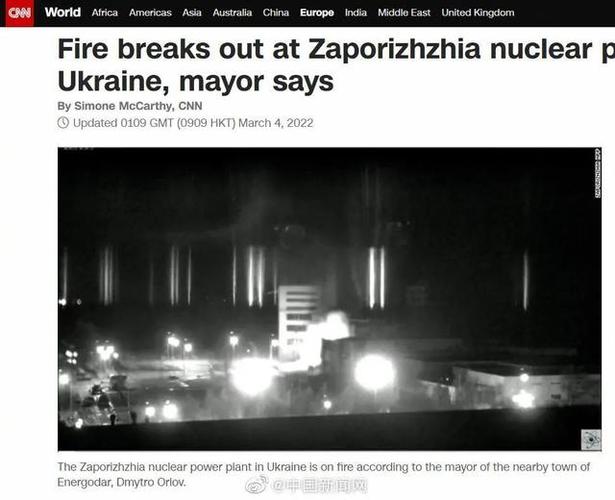 CNN World Africa Americas Asia Australia China Europe India Middle East United Kingdom
Fire breaks out at Zaporizhzhia nuclear p
Ukraine, mayor says
By Simone McCarthy, CNN
Updated 0109 GMT (0909 HKT) March 4, 2022
ZAPORIZHZHIA NPP
The Zaporizhzhia nuclear power plant in Ukraine is on fire according to the mayor of the nearby town of
Energodar, Dmytro Orlov.
@中国新闻网